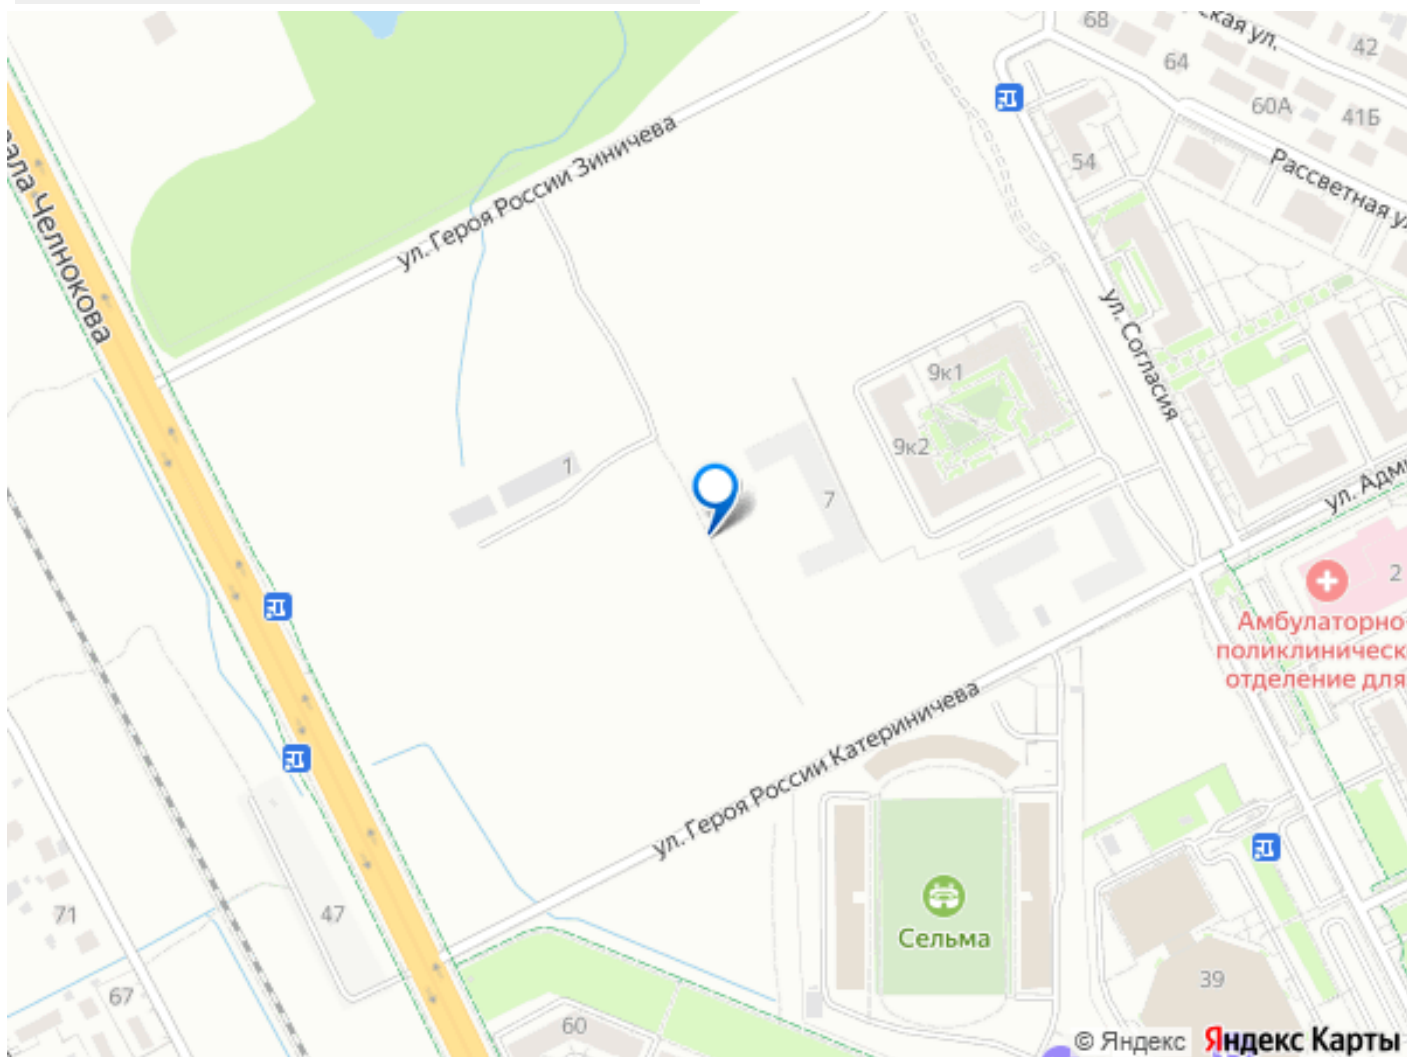 68
ская ул.
42
64
60А
41Б
ул. Героя России Зиничева
54
Рассветная ул
ала Челнокова
ул. Согласия
9к1
9к2
1
7
ул. Адми
2
Амбулаторно
поликлиническ
отделение для
ул. Героя России Катериничева
71
47
Сельма
67
39
60
© Яндекс Яндекс Карты